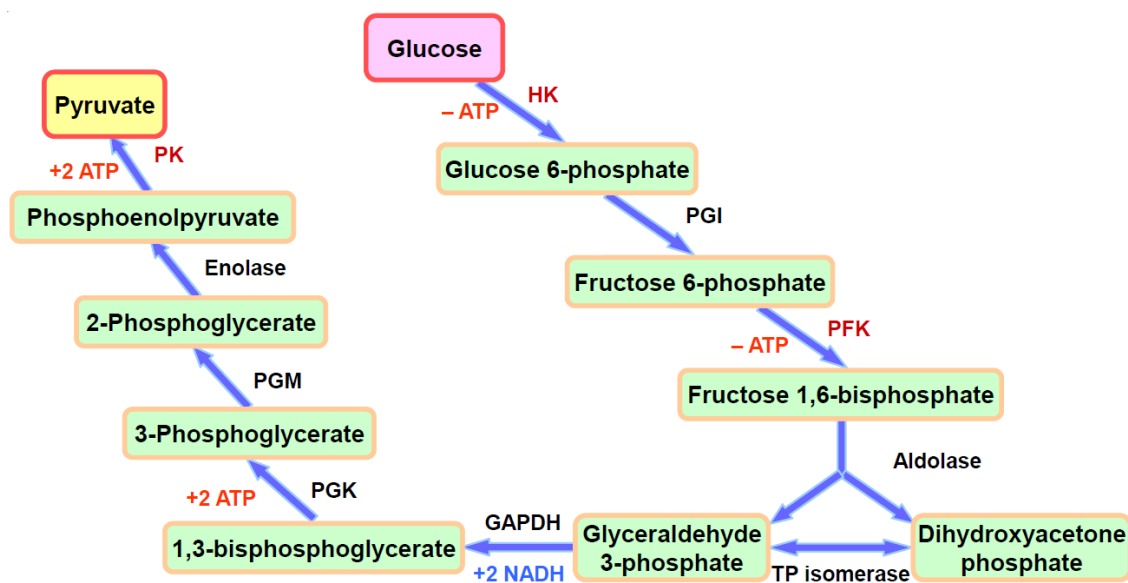 Glucose
HK
– ATP
Glucose 6-phosphate
PGI
Fructose 6-phosphate
PFK
– ATP
Fructose 1,6-bisphosphate
Aldolase
Glyceraldehyde
3-phosphate
Dihydroxyacetone
phosphate
TP isomerase
GAPDH
+2 NADH
1,3-bisphosphoglycerate
PGK
+2 ATP
3-Phosphoglycerate
PGM
2-Phosphoglycerate
Enolase
Phosphoenolpyruvate
PK
+2 ATP
Pyruvate